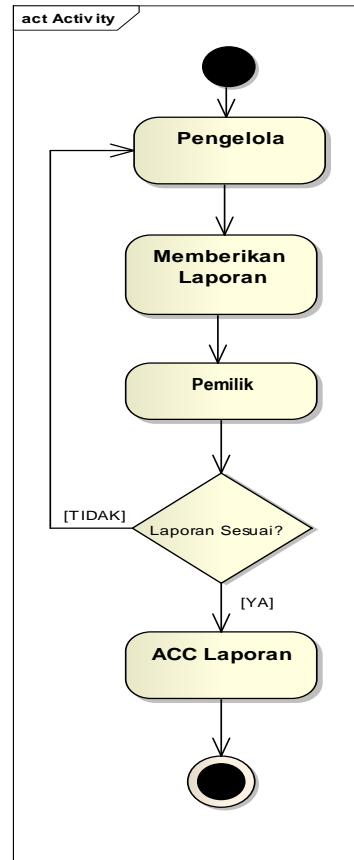 act Activity
Pengelola
Memberikan
Laporan
Pemilik
Laporan Sesuai?
[TIDAK]
[YA]
ACC Laporan